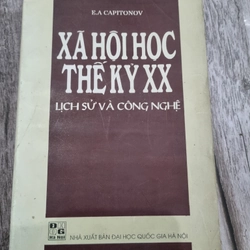 E.A CAPITONOV
XÃ HỘI HỌC
THẾ KỶ XX
LỊCH SỬ VÀ CÔNG NGHỆ
NHÀ XUẤT BẢN ĐẠI HỌC QUỐC GIA HÀ NỘI